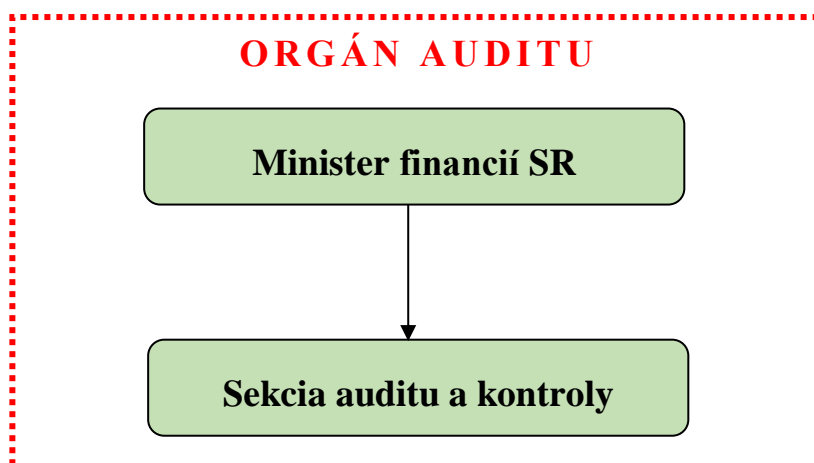 ORGÁN AUDITU
Minister financií SR
Sekcia auditu a kontroly